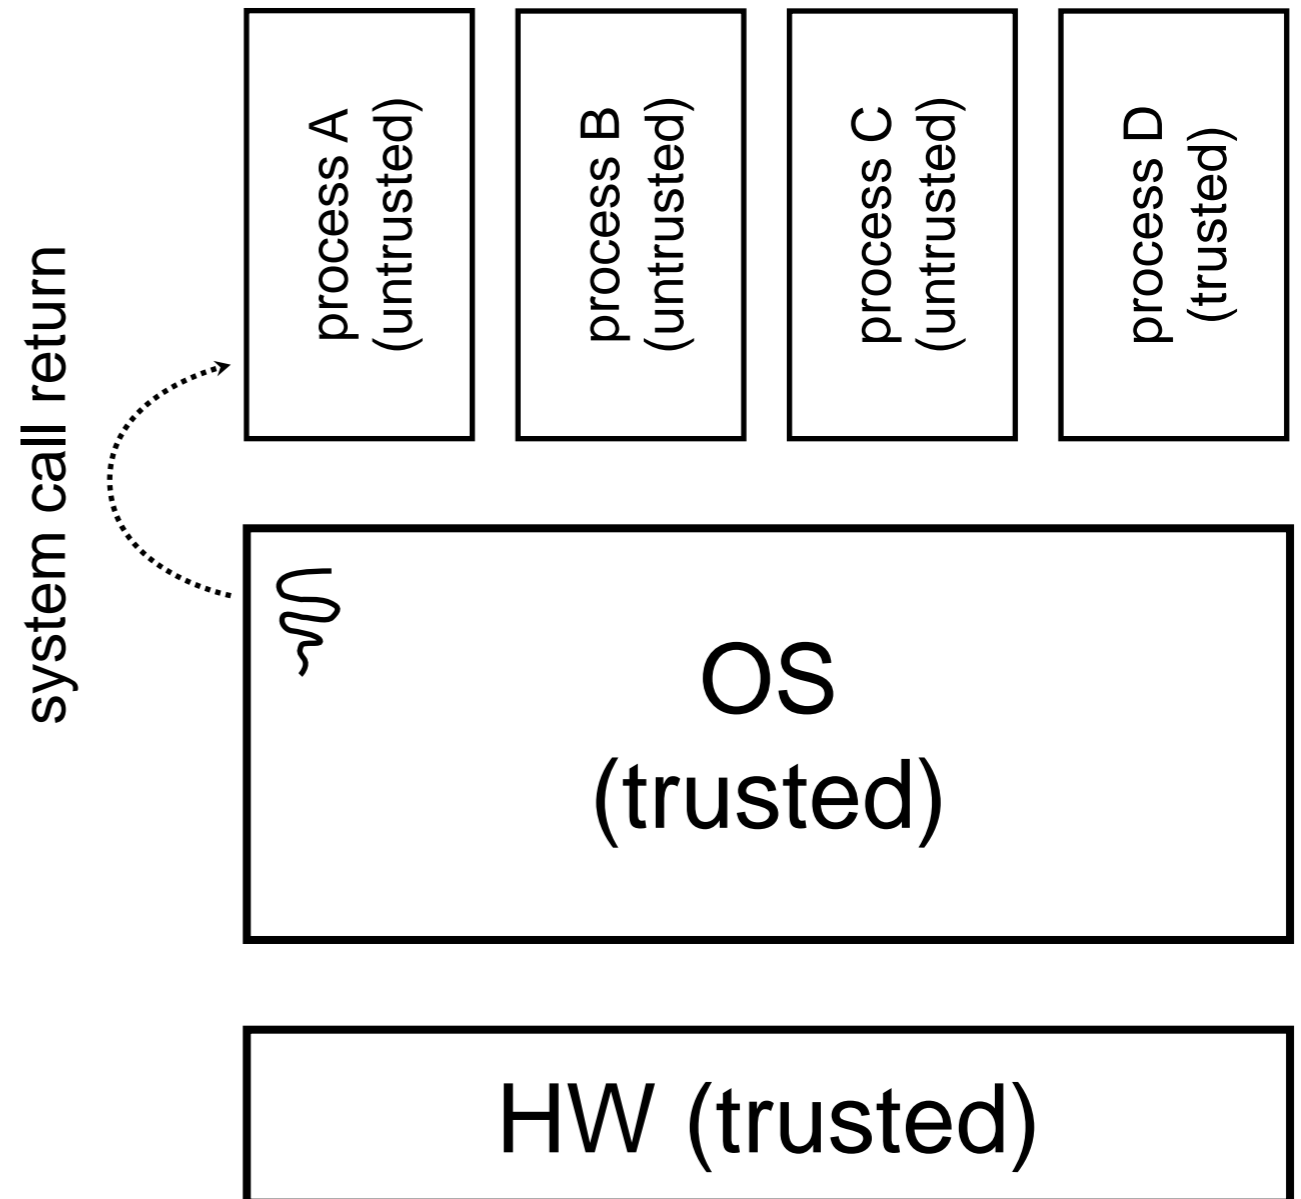 process A
(untrusted)
process B
(untrusted)
process C
(untrusted)
process D
(trusted)
system call return
OS
(trusted)
HW (trusted)